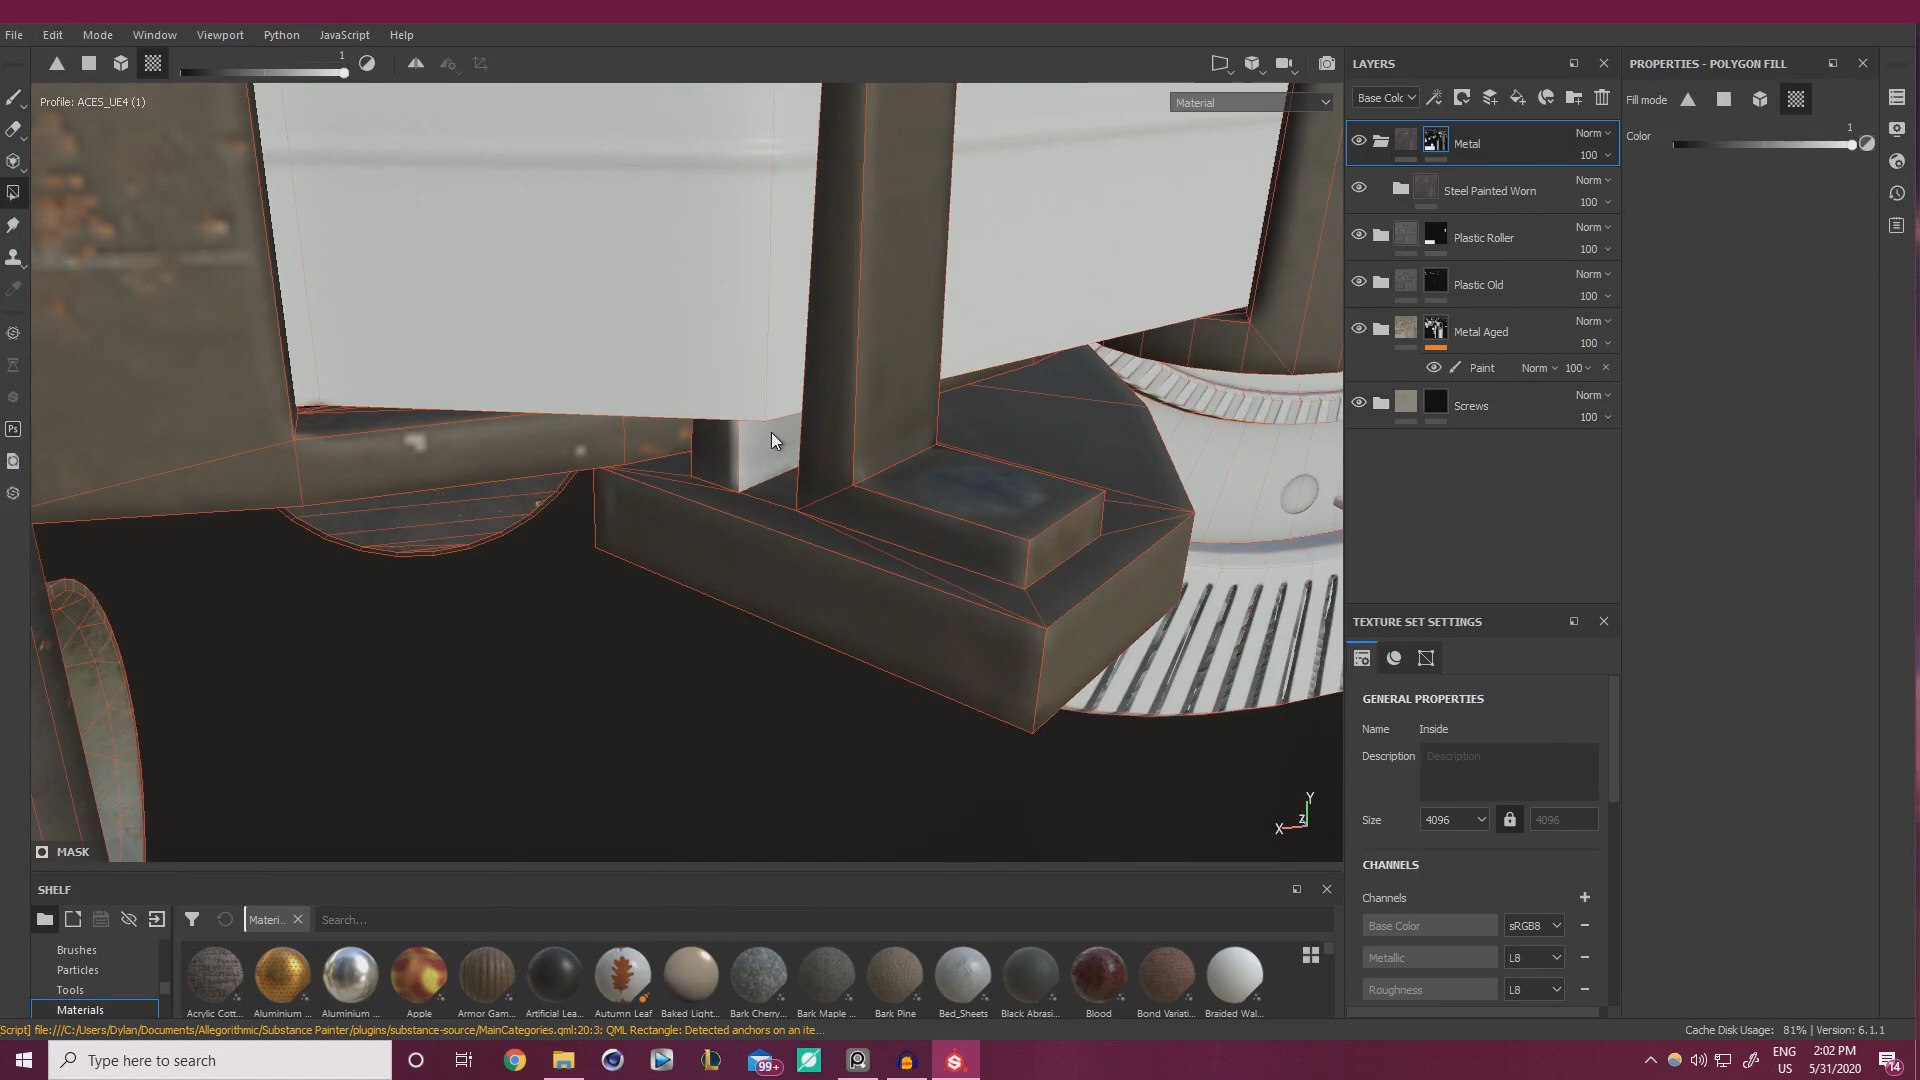 File Edit Mode Window Viewport Python JavaScript Help
1
Profile: ACES_UE4 (1)
Material
LAYERS
Base Colo
Metal Norm 100
Steel Painted Worn Norm 100
Plastic Roller Norm 100
Plastic Old Norm 100
Metal Aged Norm 100
Paint Norm 100
Screws Norm 100
PROPERTIES - POLYGON FILL
Fill mode
Color 1
TEXTURE SET SETTINGS
GENERAL PROPERTIES
Name Inside
Description Description
Size 4096 4096
CHANNELS
Channels
Base Color sRGB8
Metallic L8
Roughness L8
Y
Z
X
MASK
SHELF
Materi..
Search...
Brushes
Particles
Tools
Materials
Acrylic Cott... Aluminium ... Aluminium ... Apple Armor Gam... Artificial Lea... Autumn Leaf Baked Light... Bark Cherry... Bark Maple ... Bark Pine Bed_Sheets Black Abrasi... Blood Bond Variati... Braided Wal...
Script] file:///C:/Users/Dylan/Documents/Allegorithmic/Substance Painter/plugins/substance-source/MainCategories.qml:20:3: QML Rectangle: Detected anchors on an ite...
Cache Disk Usage: 81% | Version: 6.1.1
Type here to search
Ps
99+
ENG
US
2:02 PM
5/31/2020
14